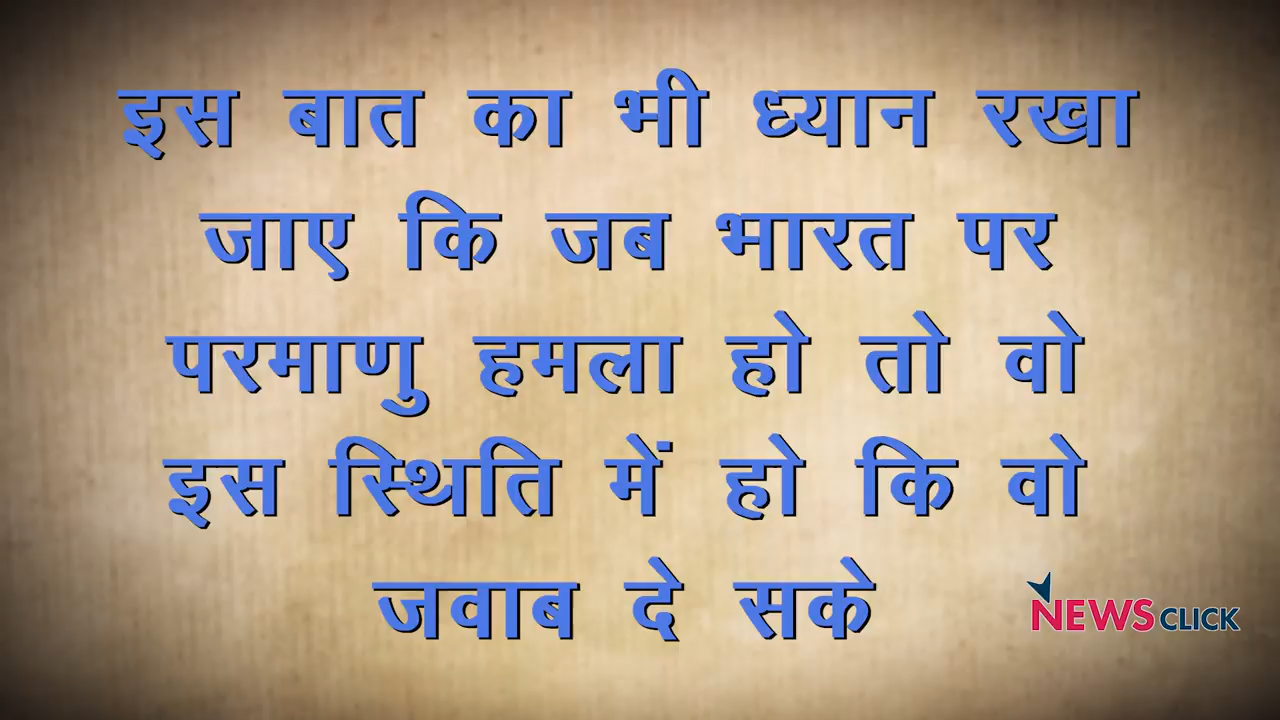 इस बात का भी ध्यान रखा
जाए कि जब भारत पर
परमाणु हमला हो तो वो
इस स्थिति में हो कि वो
जवाब दे सके
NEWSCLICK